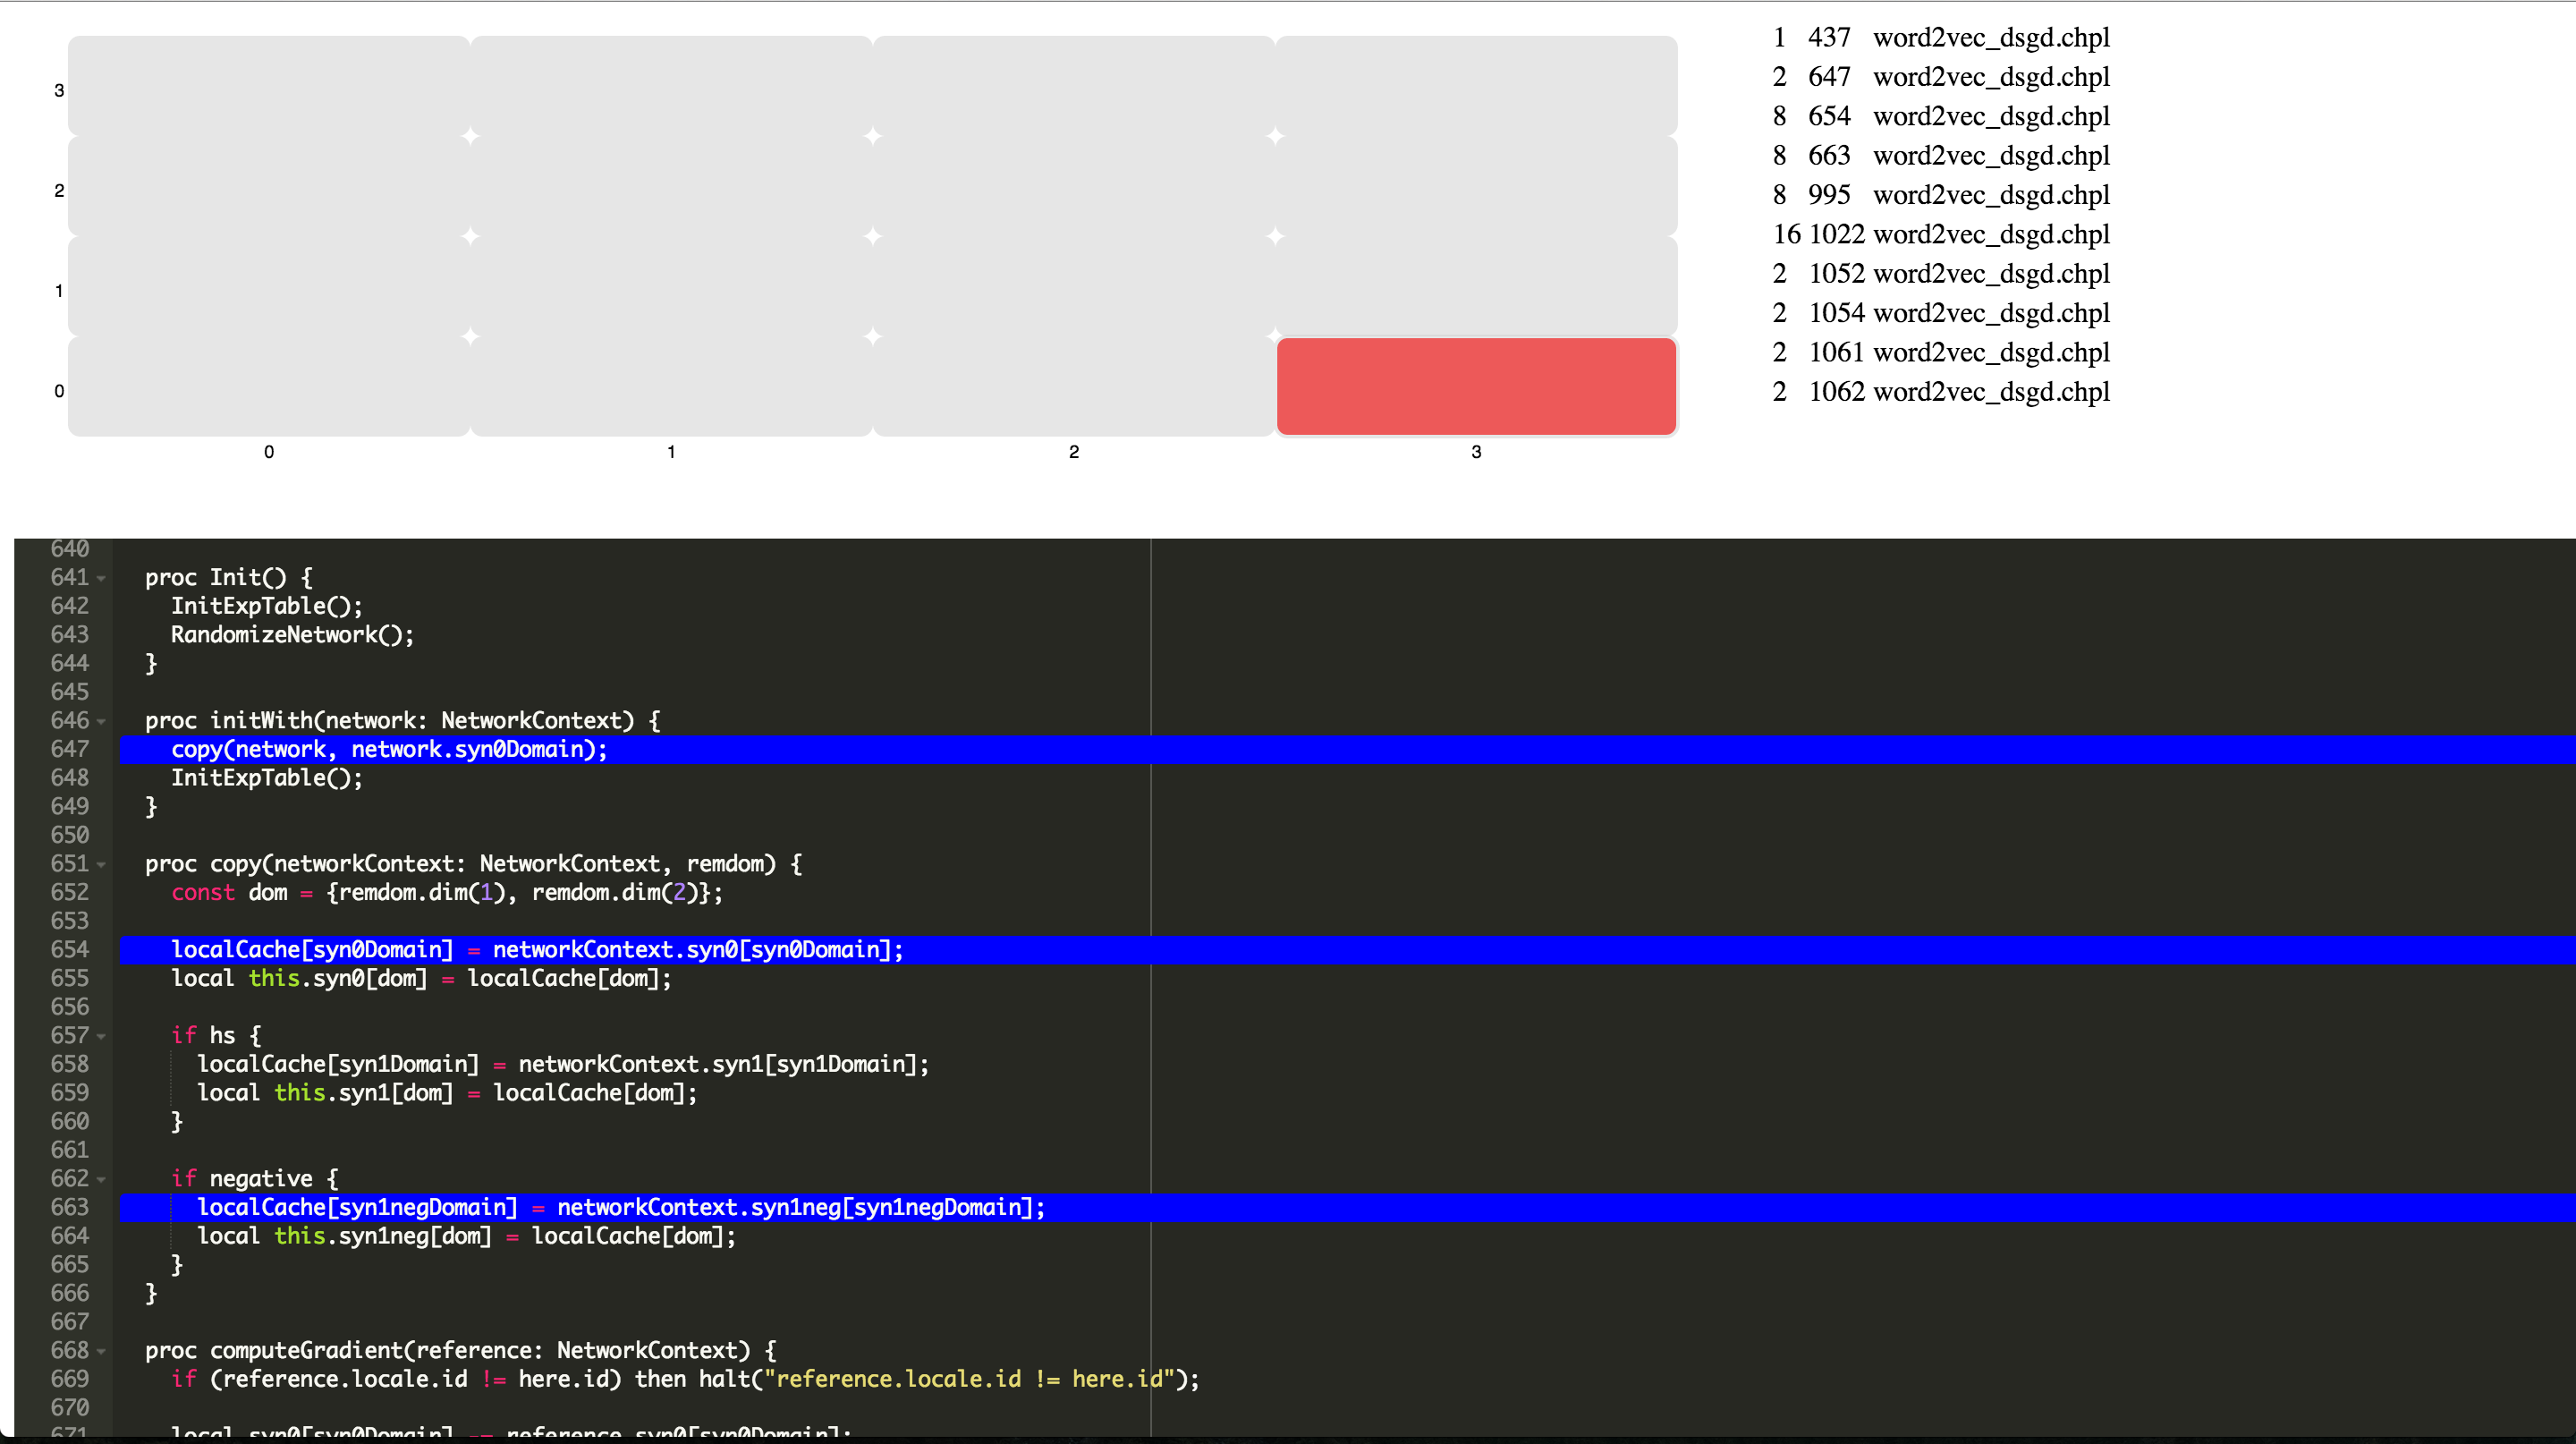 3
2
1
0
0 1 2 3
1 437 word2vec_dsgd.chpl
2 647 word2vec_dsgd.chpl
8 654 word2vec_dsgd.chpl
8 663 word2vec_dsgd.chpl
8 995 word2vec_dsgd.chpl
16 1022 word2vec_dsgd.chpl
2 1052 word2vec_dsgd.chpl
2 1054 word2vec_dsgd.chpl
2 1061 word2vec_dsgd.chpl
2 1062 word2vec_dsgd.chpl
640
641 proc Init() {
642 InitExpTable();
643 RandomizeNetwork();
644 }
645
646 proc initWith(network: NetworkContext) {
647 copy(network, network.syn0Domain);
648 InitExpTable();
649 }
650
651 proc copy(networkContext: NetworkContext, remdom) {
652 const dom = {remdom.dim(1), remdom.dim(2)};
653
654 localCache[syn0Domain] = networkContext.syn0[syn0Domain];
655 local this.syn0[dom] = localCache[dom];
656
657 if hs {
658 localCache[syn1Domain] = networkContext.syn1[syn1Domain];
659 local this.syn1[dom] = localCache[dom];
660 }
661
662 if negative {
663 localCache[syn1negDomain] = networkContext.syn1neg[syn1negDomain];
664 local this.syn1neg[dom] = localCache[dom];
665 }
666 }
667
668 proc computeGradient(reference: NetworkContext) {
669 if (reference.locale.id != here.id) then halt("reference.locale.id != here.id");
670
671 local syn0[syn0Domain] -= reference.syn0[syn0Domain];